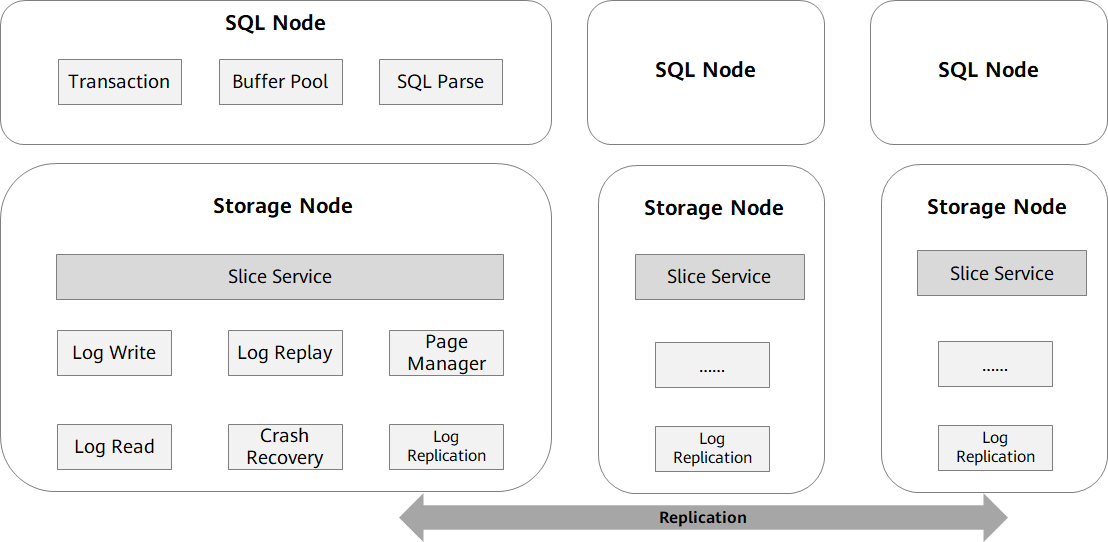 SQL Node
Transaction
Buffer Pool
SQL Parse
SQL Node
SQL Node
Storage Node
Slice Service
Log Write
Log Replay
Page
Manager
Log Read
Crash
Recovery
Log
Replication
Storage Node
Slice Service
......
Log
Replication
Storage Node
Slice Service
......
Log
Replication
Replication